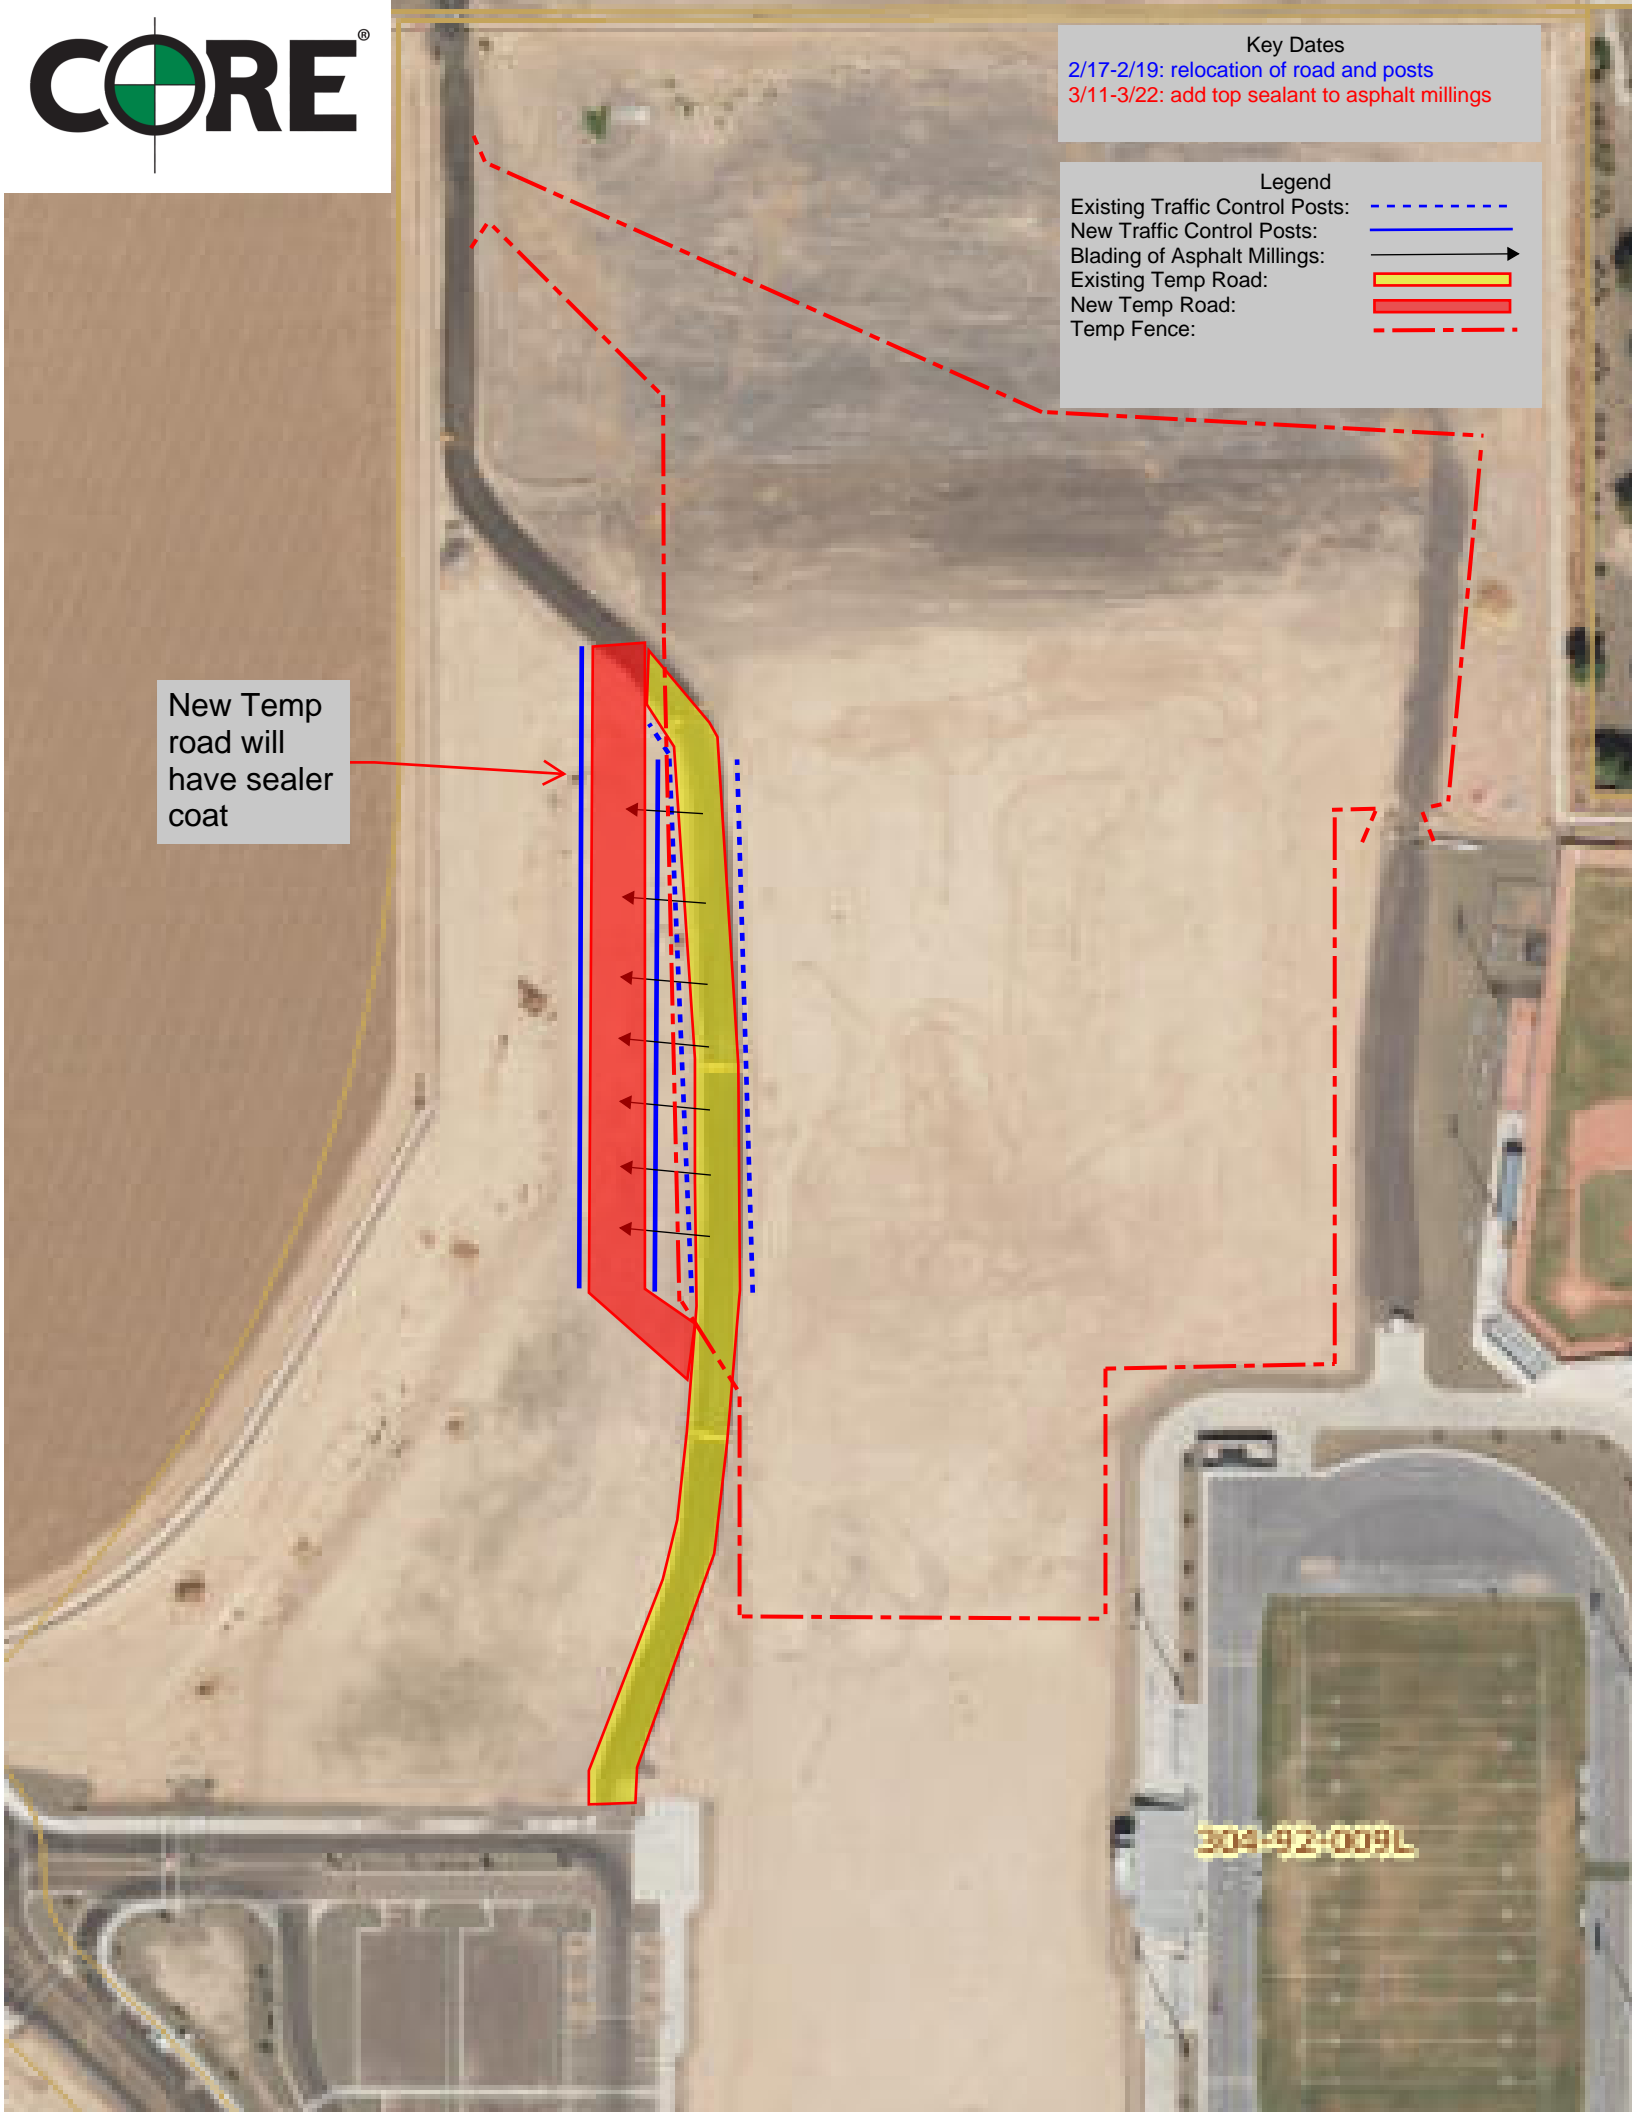 CORE®
Key Dates
2/17-2/19: relocation of road and posts
3/11-3/22: add top sealant to asphalt millings
Legend
Existing Traffic Control Posts:
New Traffic Control Posts:
Blading of Asphalt Millings:
Existing Temp Road:
New Temp Road:
Temp Fence:
New Temp
road will
have sealer
coat
304-92-009L